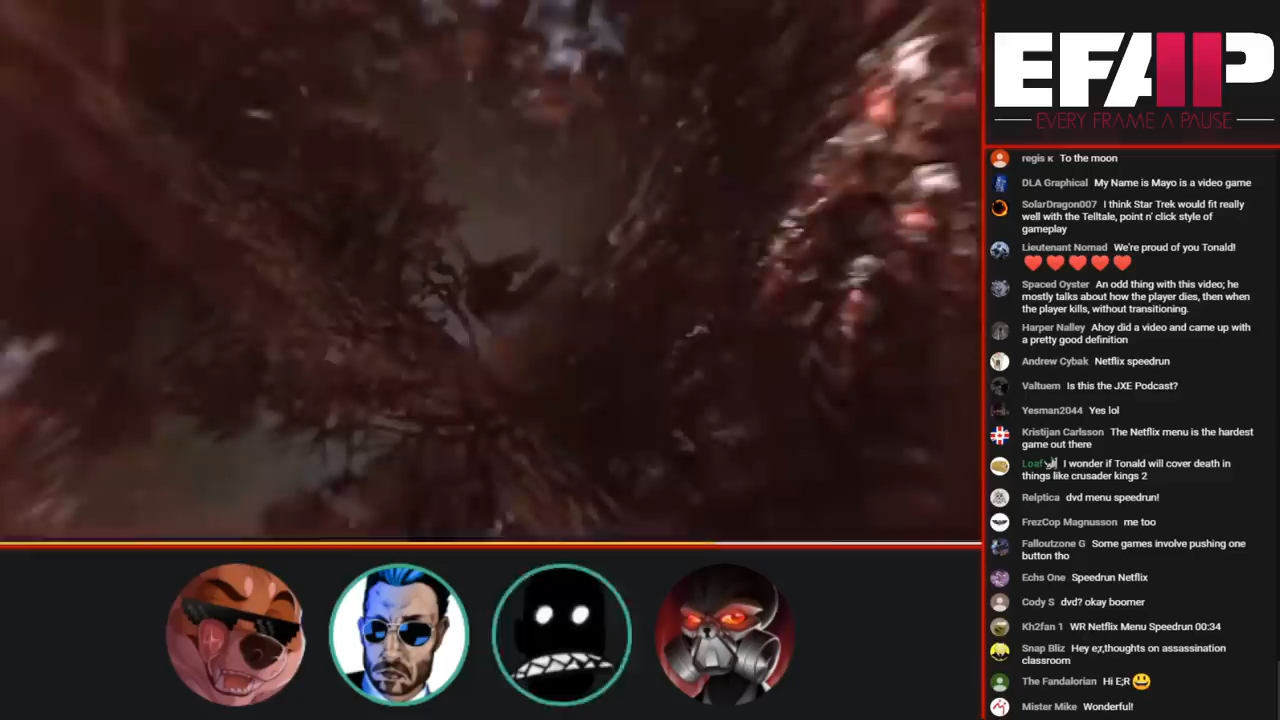 EFAP
EVERY FRAME A PAUSE
regis к To the moon
DLA Graphical My Name is Mayo is a video game
SolarDragon007 I think Star Trek would fit really
well with the Telltale, point n' click style of
gameplay
Lieutenant Nomad We're proud of you Tonald!
❤️❤️❤️❤️❤️
Spaced Oyster An odd thing with this video; he
mostly talks about how the player dies, then when
the player kills, without transitioning.
Harper Nalley Ahoy did a video and came up with
a pretty good definition
Andrew Cybak Netflix speedrun
Valtuem Is this the JXE Podcast?
Yesman2044 Yes lol
Kristijan Carlsson The Netflix menu is the hardest
game out there
Loaf I wonder if Tonald will cover death in
things like crusader kings 2
Relptica dvd menu speedrun!
FrezCop Magnusson me too
Falloutzone G Some games involve pushing one
button tho
Echs One Speedrun Netflix
Cody S dvd? okay boomer
Kh2fan 1 WR Netflix Menu Speedrun 00:34
Snap Bliz Hey e;r,thoughts on assassination
classroom
The Fandalorian Hi E;R 😃
Mister Mike Wonderful!